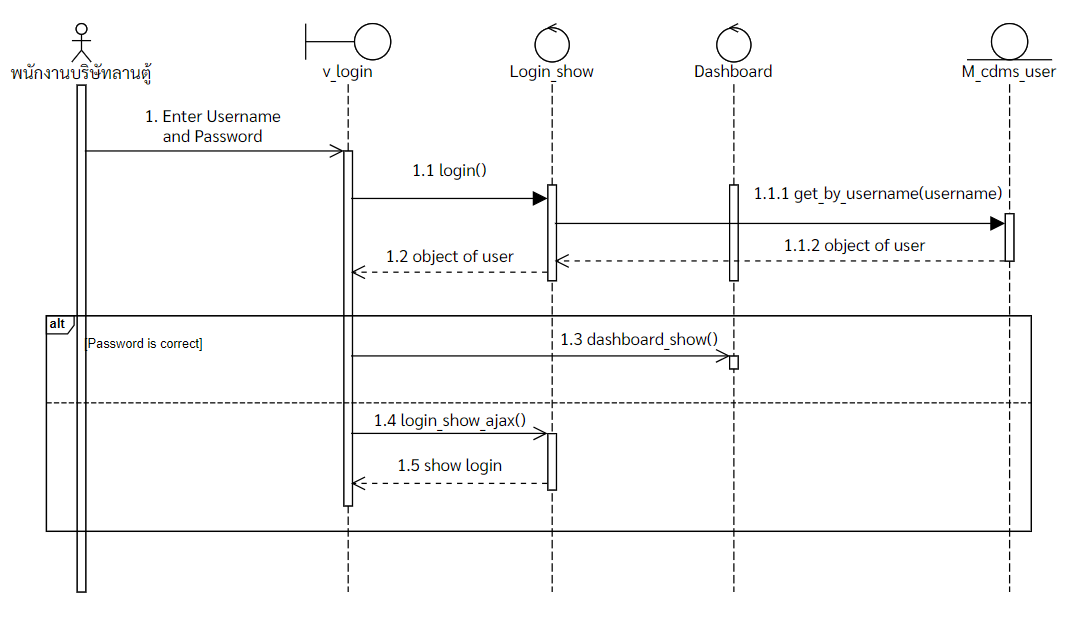 พนักงานบริษัทลานตู้
v_login
Login_show
Dashboard
M_cdms_user
1. Enter Username
and Password
1.1 login()
1.1.1 get_by_username(username)
1.1.2 object of user
1.2 object of user
alt
[Password is correct]
1.3 dashboard_show()
1.4 login_show_ajax()
1.5 show login